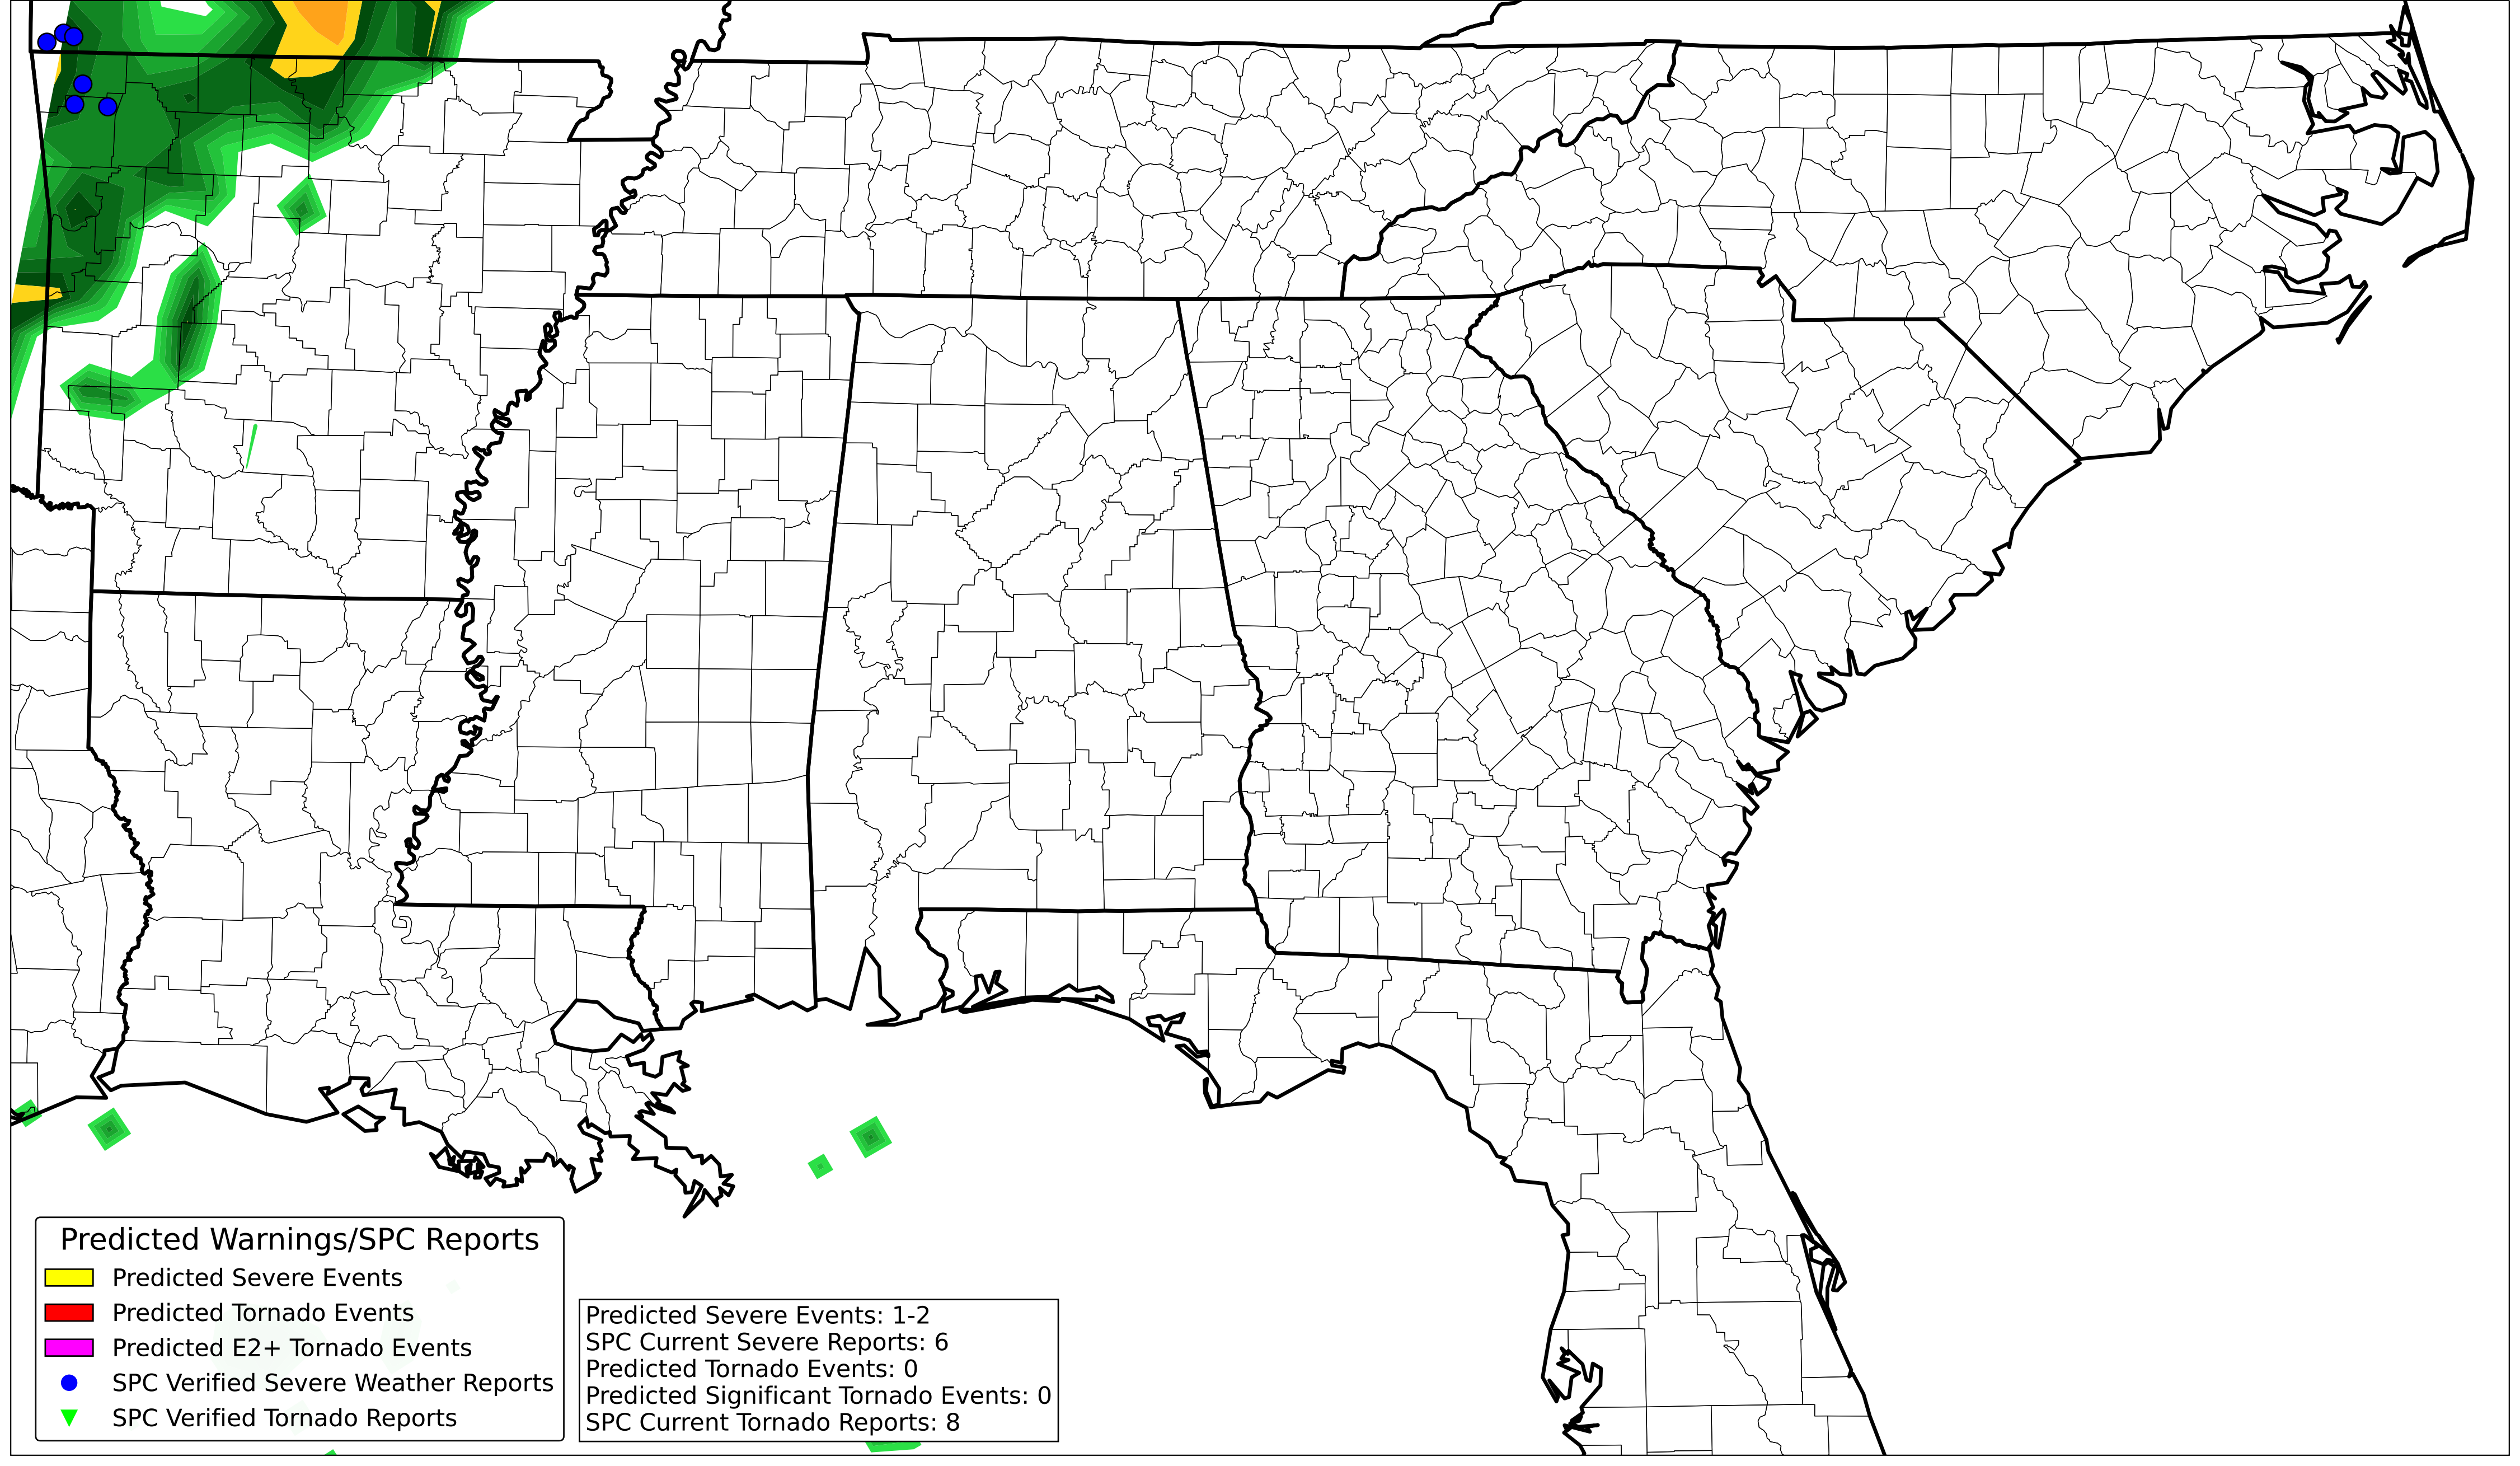 Predicted Warnings/SPC Reports
Predicted Severe Events
Predicted Tornado Events
Predicted E2+ Tornado Events
SPC Verified Severe Weather Reports
SPC Verified Tornado Reports
Predicted Severe Events: 1-2
SPC Current Severe Reports: 6
Predicted Tornado Events: 0
Predicted Significant Tornado Events: 0
SPC Current Tornado Reports: 8